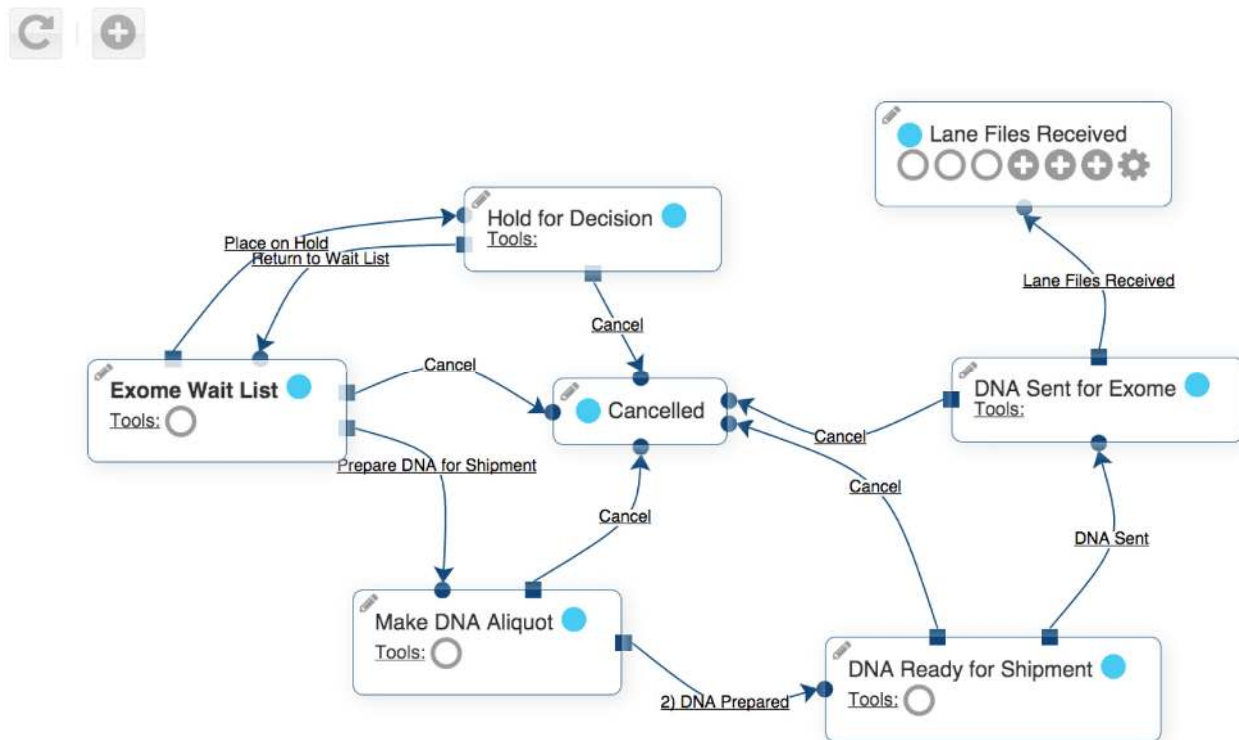 Lane Files Received
Hold for Decision
Tools:
Place on Hold
Return to Wait List
Lane Files Received
Cancel
Exome Wait List
Tools:
Cancel
Cancelled
DNA Sent for Exome
Tools:
Cancel
Prepare DNA for Shipment
Cancel
Cancel
DNA Sent
Make DNA Aliquot
Tools:
2) DNA Prepared
DNA Ready for Shipment
Tools: